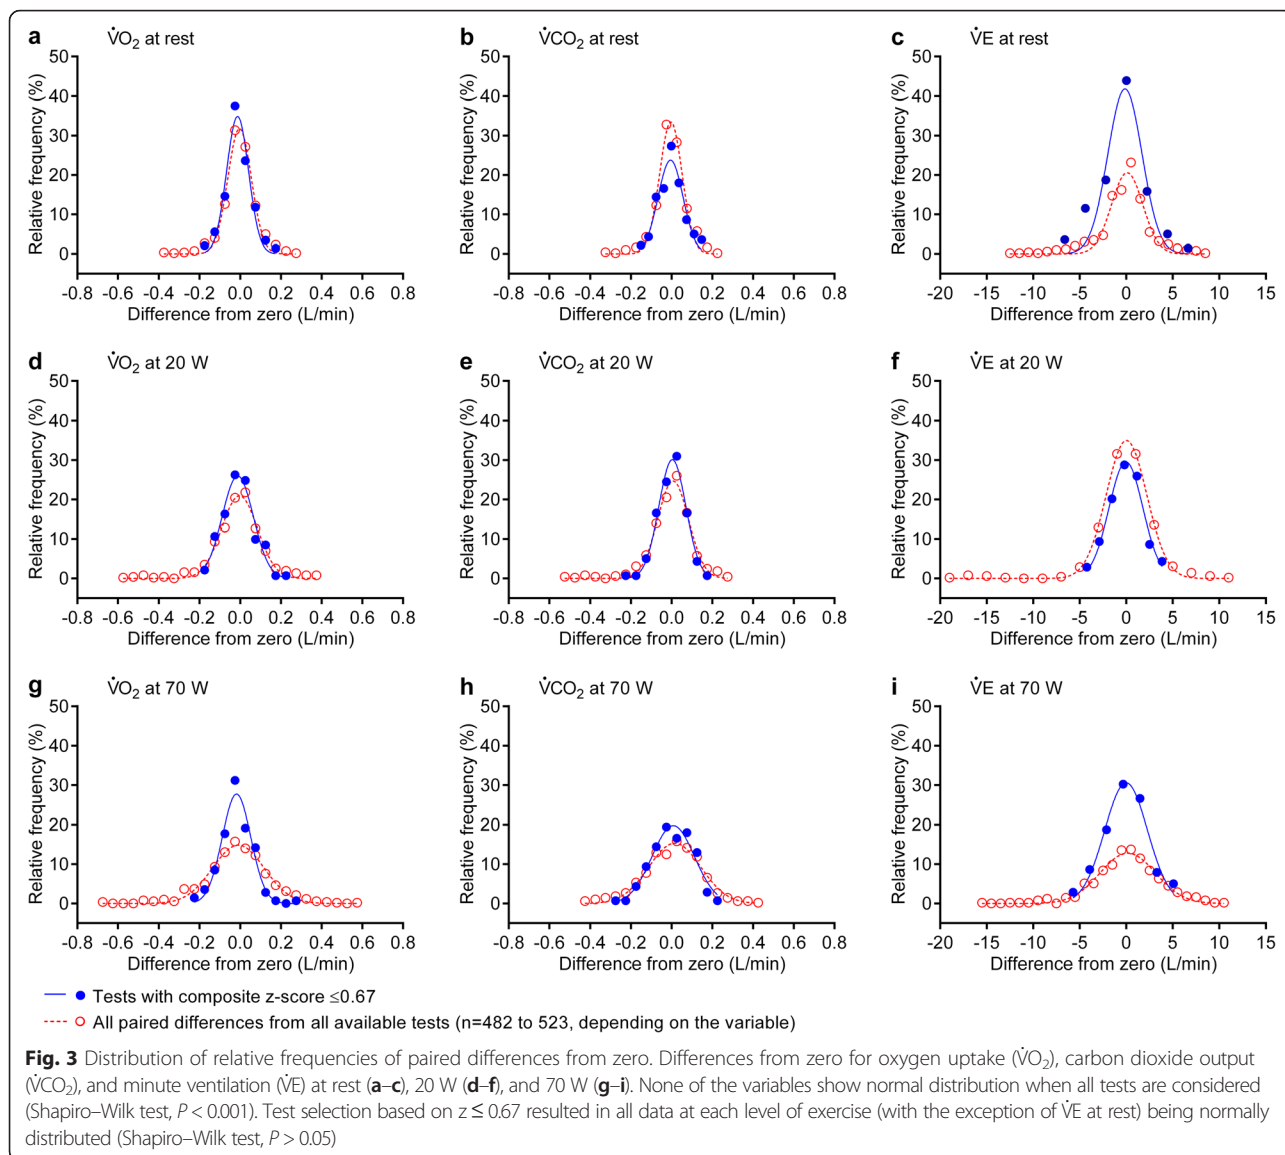 a V̇O2 at rest
50
40
30
20
10
0
Relative frequency (%)
-0.8 -0.6 -0.4 -0.2 0.0 0.2 0.4 0.6 0.8
Difference from zero (L/min)
b V̇CO2 at rest
50
40
30
20
10
0
Relative frequency (%)
-0.8 -0.6 -0.4 -0.2 0.0 0.2 0.4 0.6 0.8
Difference from zero (L/min)
c V̇E at rest
50
40
30
20
10
0
Relative frequency (%)
-20 -15 -10 -5 0 5 10 15
Difference from zero (L/min)
d V̇O2 at 20 W
50
40
30
20
10
0
Relative frequency (%)
-0.8 -0.6 -0.4 -0.2 0.0 0.2 0.4 0.6 0.8
Difference from zero (L/min)
e V̇CO2 at 20 W
50
40
30
20
10
0
Relative frequency (%)
-0.8 -0.6 -0.4 -0.2 0.0 0.2 0.4 0.6 0.8
Difference from zero (L/min)
f V̇E at 20 W
50
40
30
20
10
0
Relative frequency (%)
-20 -15 -10 -5 0 5 10 15
Difference from zero (L/min)
g V̇O2 at 70 W
50
40
30
20
10
0
Relative frequency (%)
-0.8 -0.6 -0.4 -0.2 0.0 0.2 0.4 0.6 0.8
Difference from zero (L/min)
h V̇CO2 at 70 W
50
40
30
20
10
0
Relative frequency (%)
-0.8 -0.6 -0.4 -0.2 0.0 0.2 0.4 0.6 0.8
Difference from zero (L/min)
i V̇E at 70 W
50
40
30
20
10
0
Relative frequency (%)
-20 -15 -10 -5 0 5 10 15
Difference from zero (L/min)
Tests with composite z-score ≤0.67
All paired differences from all available tests (n=482 to 523, depending on the variable)
Fig. 3 Distribution of relative frequencies of paired differences from zero. Differences from zero for oxygen uptake (V̇O2), carbon dioxide output
(V̇CO2), and minute ventilation (V̇E) at rest (a–c), 20 W (d–f), and 70 W (g–i). None of the variables show normal distribution when all tests are considered
(Shapiro–Wilk test, P < 0.001). Test selection based on z ≤ 0.67 resulted in all data at each level of exercise (with the exception of V̇E at rest) being normally
distributed (Shapiro–Wilk test, P > 0.05)